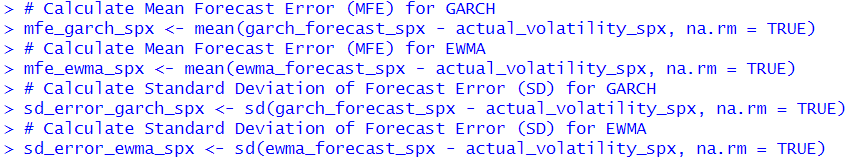 > # Calculate Mean Forecast Error (MFE) for GARCH
> mfe_garch_spx <- mean(garch_forecast_spx - actual_volatility_spx, na.rm = TRUE)
> # Calculate Mean Forecast Error (MFE) for EWMA
> mfe_ewma_spx <- mean(ewma_forecast_spx - actual_volatility_spx, na.rm = TRUE)
> # Calculate Standard Deviation of Forecast Error (SD) for GARCH
> sd_error_garch_spx <- sd(garch_forecast_spx - actual_volatility_spx, na.rm = TRUE)
> # Calculate Standard Deviation of Forecast Error (SD) for EWMA
> sd_error_ewma_spx <- sd(ewma_forecast_spx - actual_volatility_spx, na.rm = TRUE)